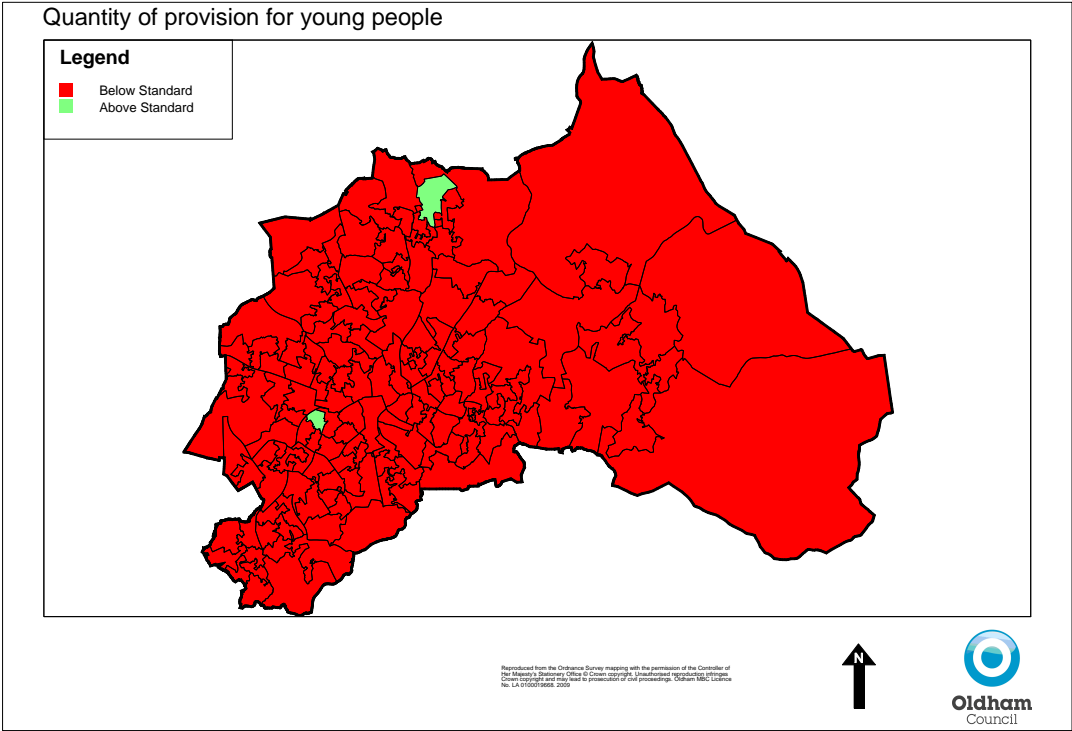 Quantity of provision for young people
Legend
Below Standard
Above Standard
Reproduced from the Ordnance Survey mapping with the permission of the Controller of
Her Majesty's Stationery Office © Crown copyright. Unauthorised reproduction infringes
Crown copyright and may lead to prosecution of civil proceedings. Oldham MBC Licence
No. LA 0100019668. 2009
N
Oldham
Council